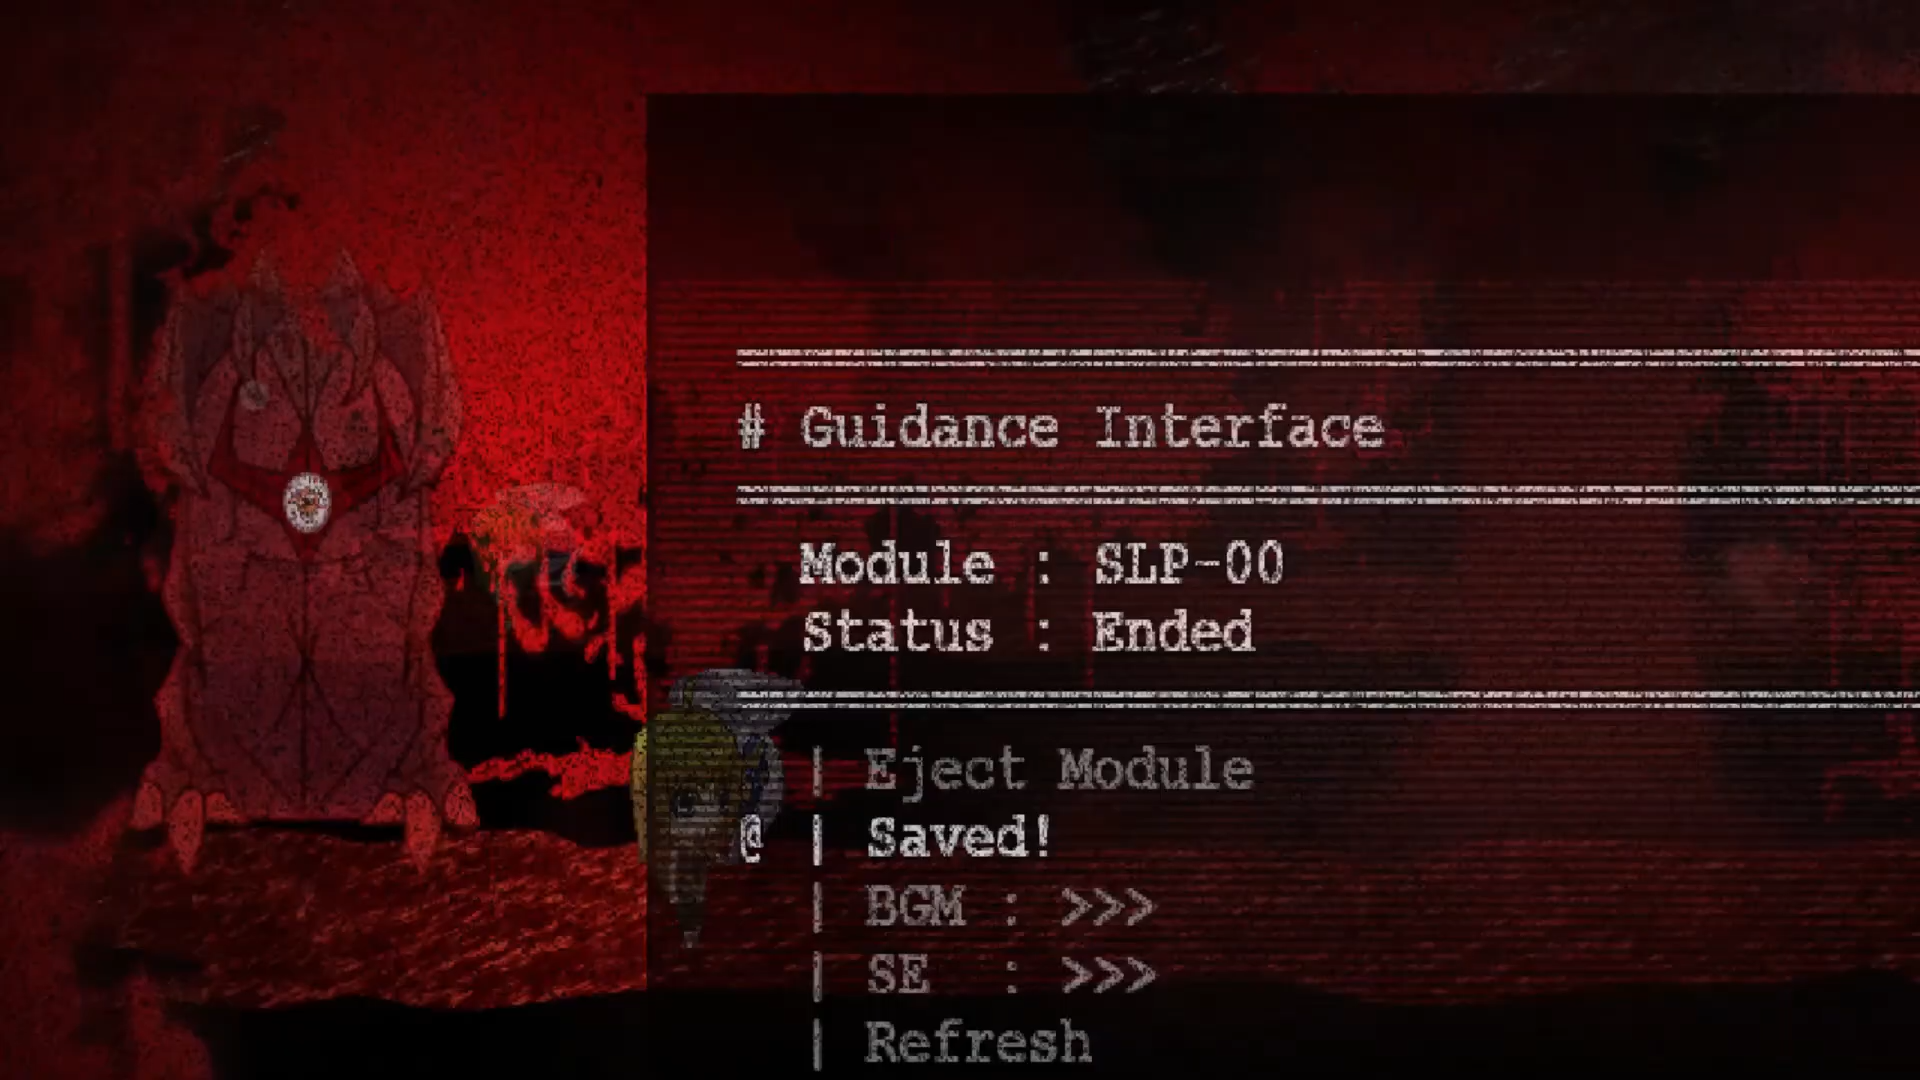 # Guidance Interface
Module : SLP-00
Status : Ended
| Eject Module
@ | Saved!
| BGM : >>>
| SE : >>>
| Refresh